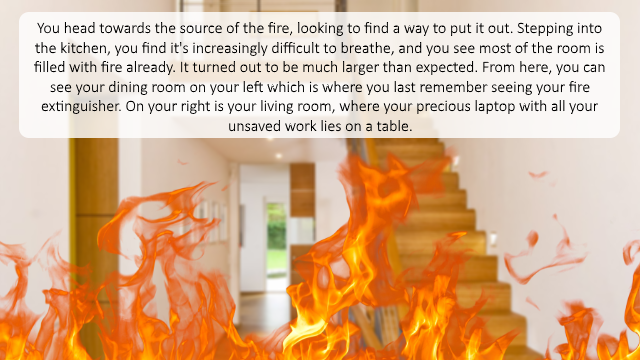 You head towards the source of the fire, looking to find a way to put it out. Stepping into
the kitchen, you find it's increasingly difficult to breathe, and you see most of the room is
filled with fire already. It turned out to be much larger than expected. From here, you can
see your dining room on your left which is where you last remember seeing your fire
extinguisher. On your right is your living room, where your precious laptop with all your
unsaved work lies on a table.